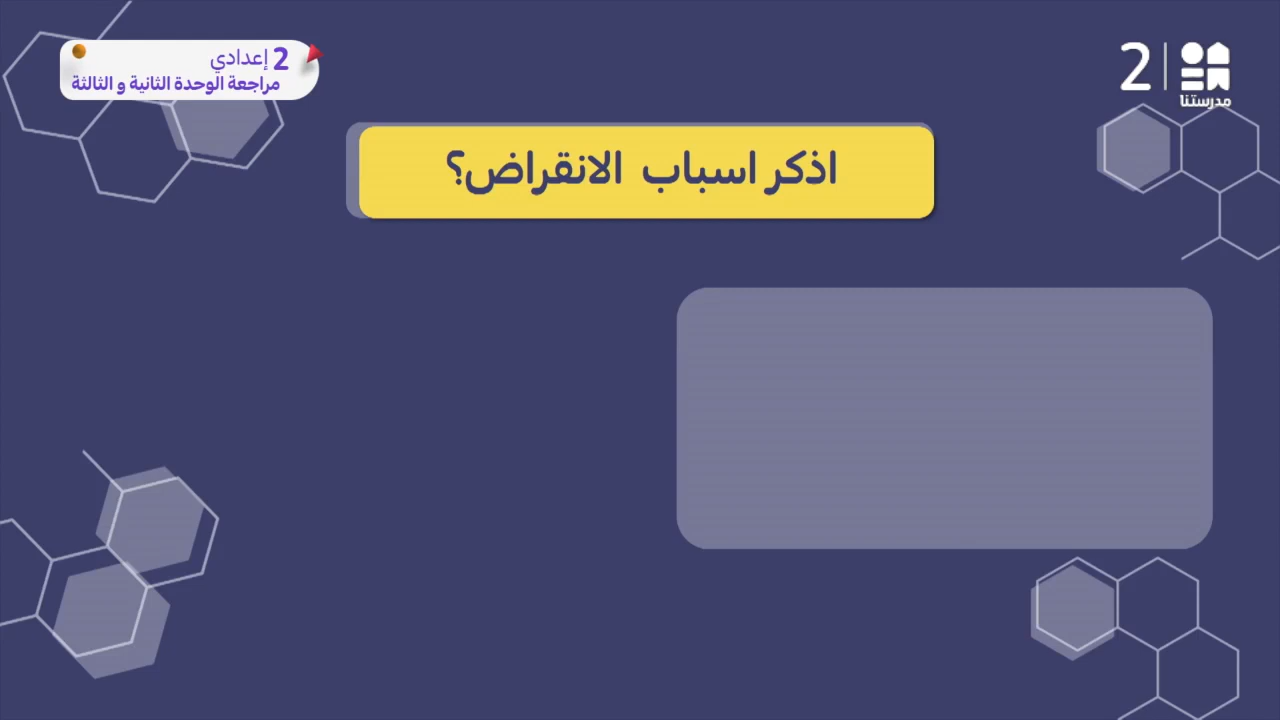 2 إعدادي
مراجعة الوحدة الثانية و الثالثة
2
مدرستنا
اذكر اسباب الانقراض؟